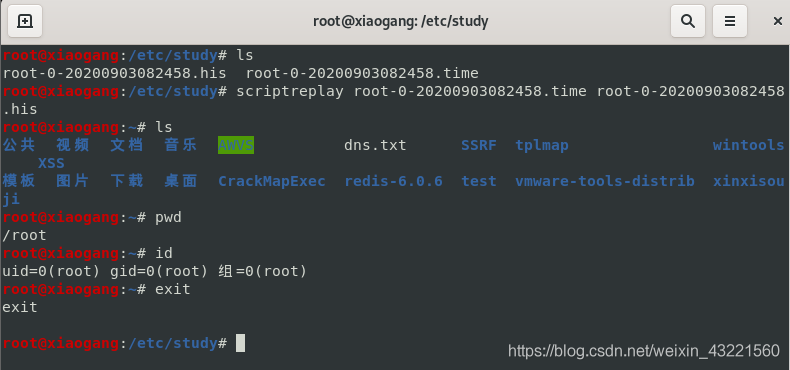 root@xiaogang: /etc/study
root@xiaogang:/etc/study# ls
root-0-20200903082458.his  root-0-20200903082458.time
root@xiaogang:/etc/study# scriptreplay root-0-20200903082458.time root-0-20200903082458
.his
root@xiaogang:~# ls
公共  视频  文档  音乐  AWVS          dns.txt      SSRF  tplmap                wintools
    XSS
模板  图片  下载  桌面  CrackMapExec  redis-6.0.6  test  vmware-tools-distrib  xinxisou
ji
root@xiaogang:~# pwd
/root
root@xiaogang:~# id
uid=0(root) gid=0(root) 组=0(root)
root@xiaogang:~# exit
exit
root@xiaogang:/etc/study#
https://blog.csdn.net/weixin_43221560